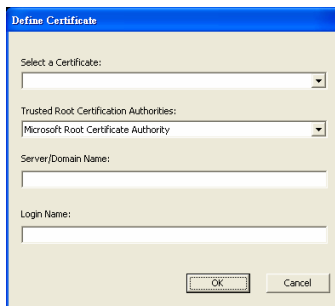 Define Certificate
Select a Certificate:
Trusted Root Certification Authorities:
Microsoft Root Certificate Authority
Server/Domain Name:
Login Name:
OK
Cancel